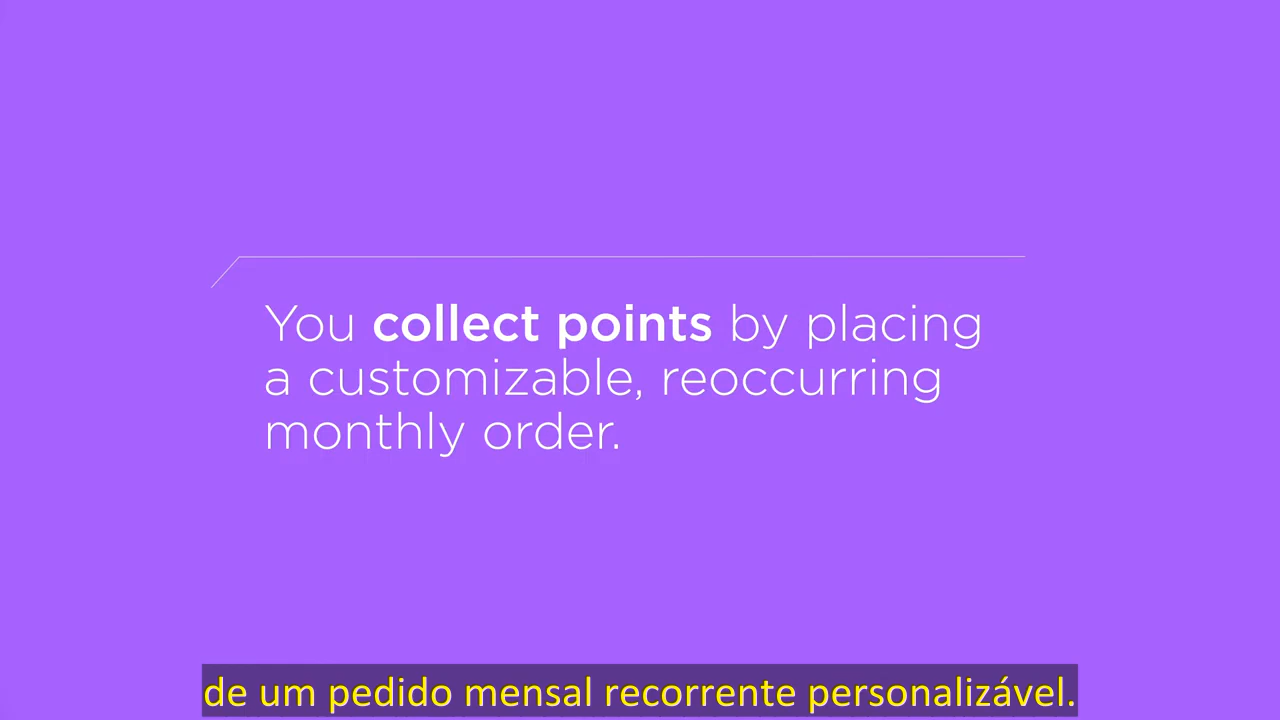 You collect points by placing
a customizable, reoccurring
monthly order.
de um pedido mensal recorrente personalizável.